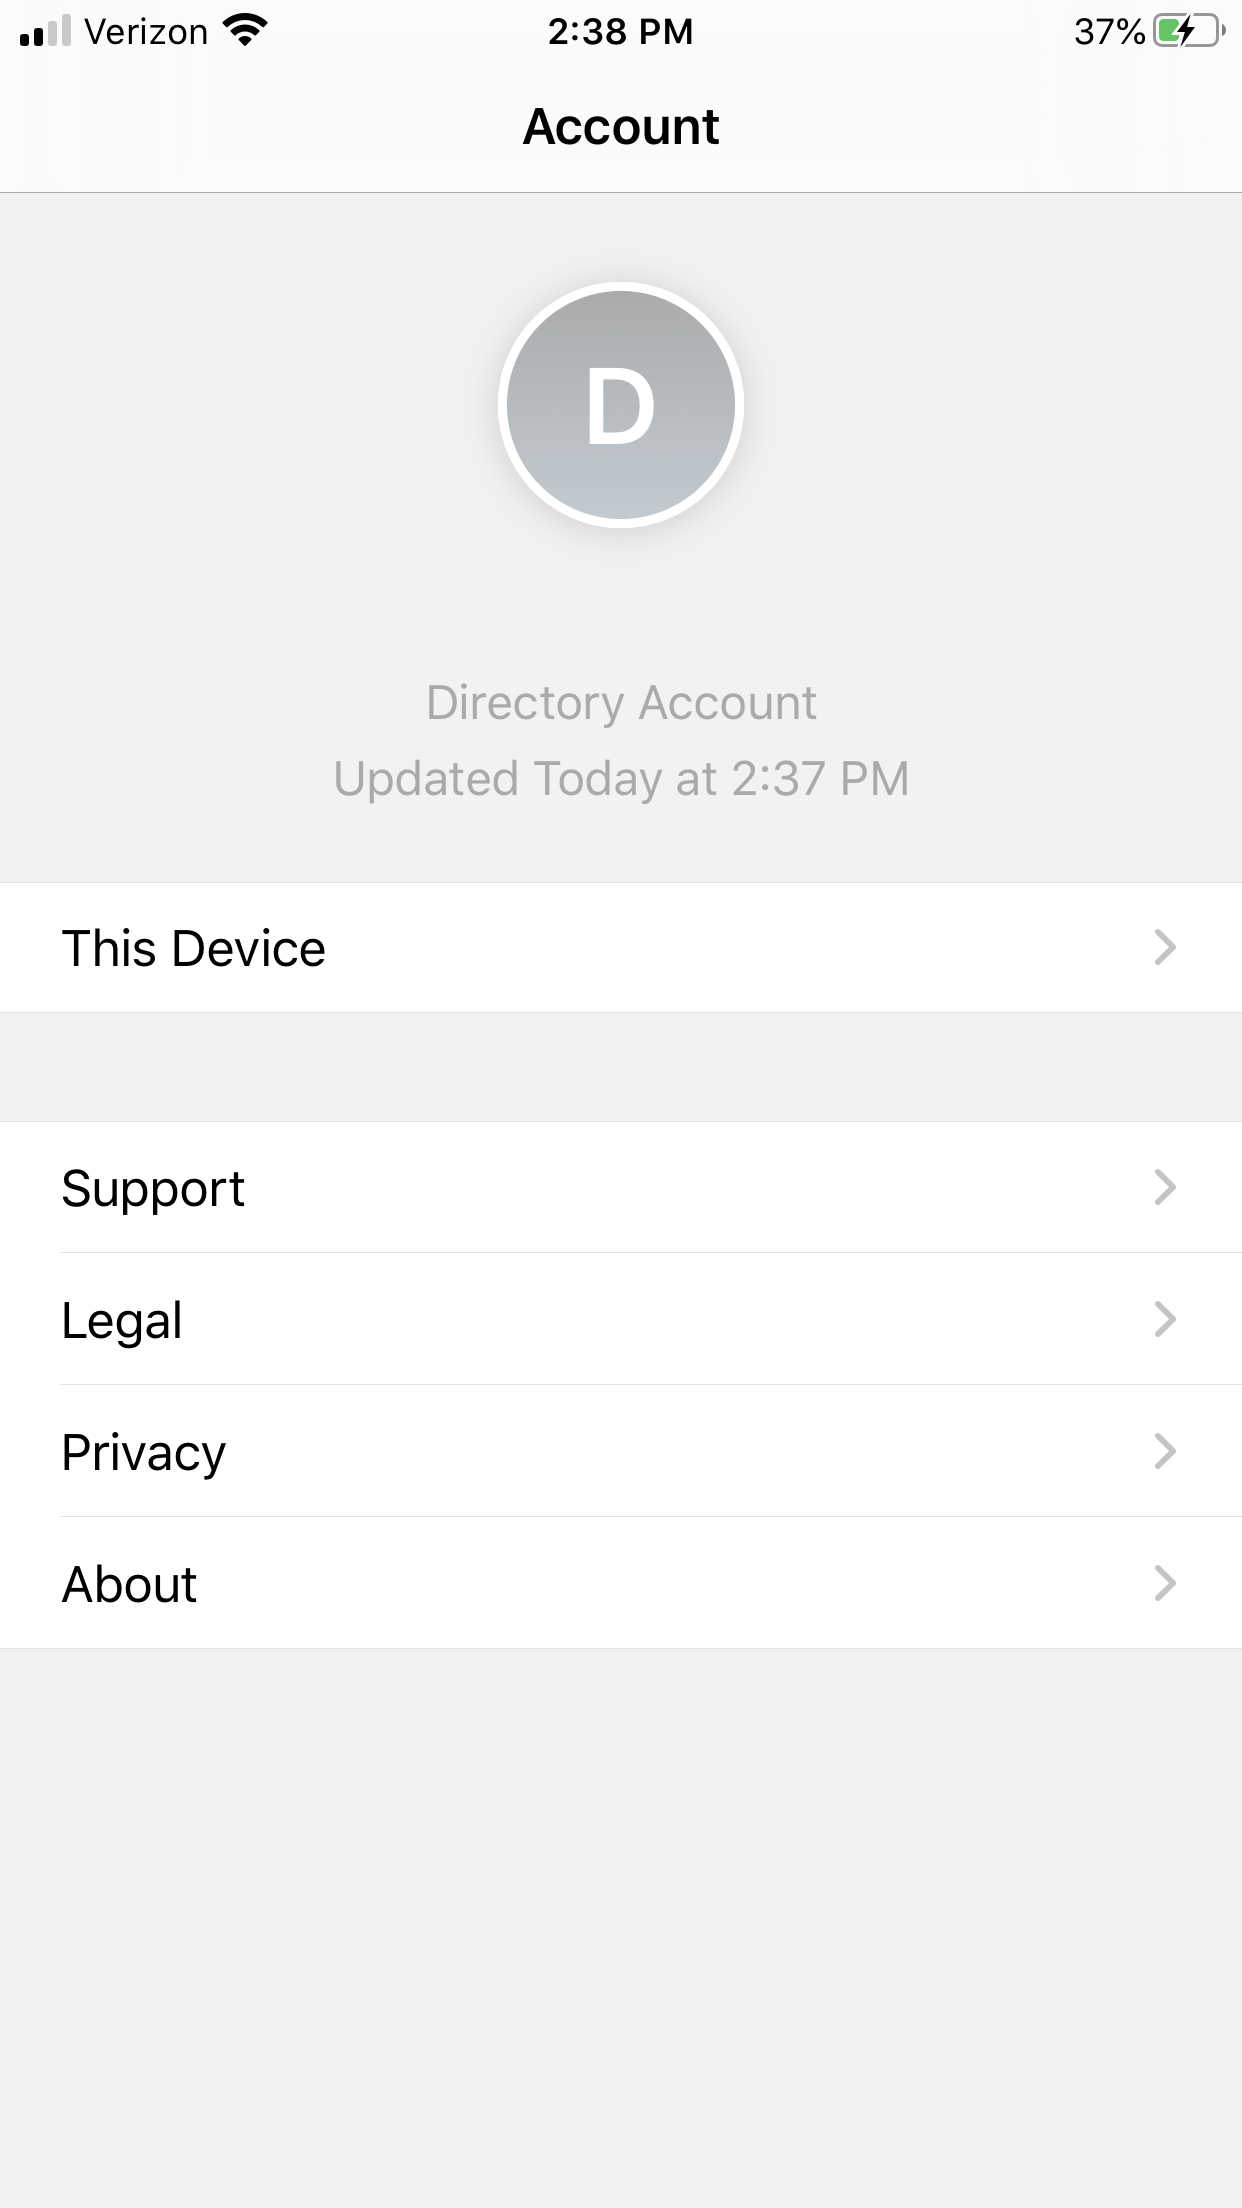 Verizon 2:38 PM 37%
Account
D
Directory Account
Updated Today at 2:37 PM
This Device
Support
Legal
Privacy
About